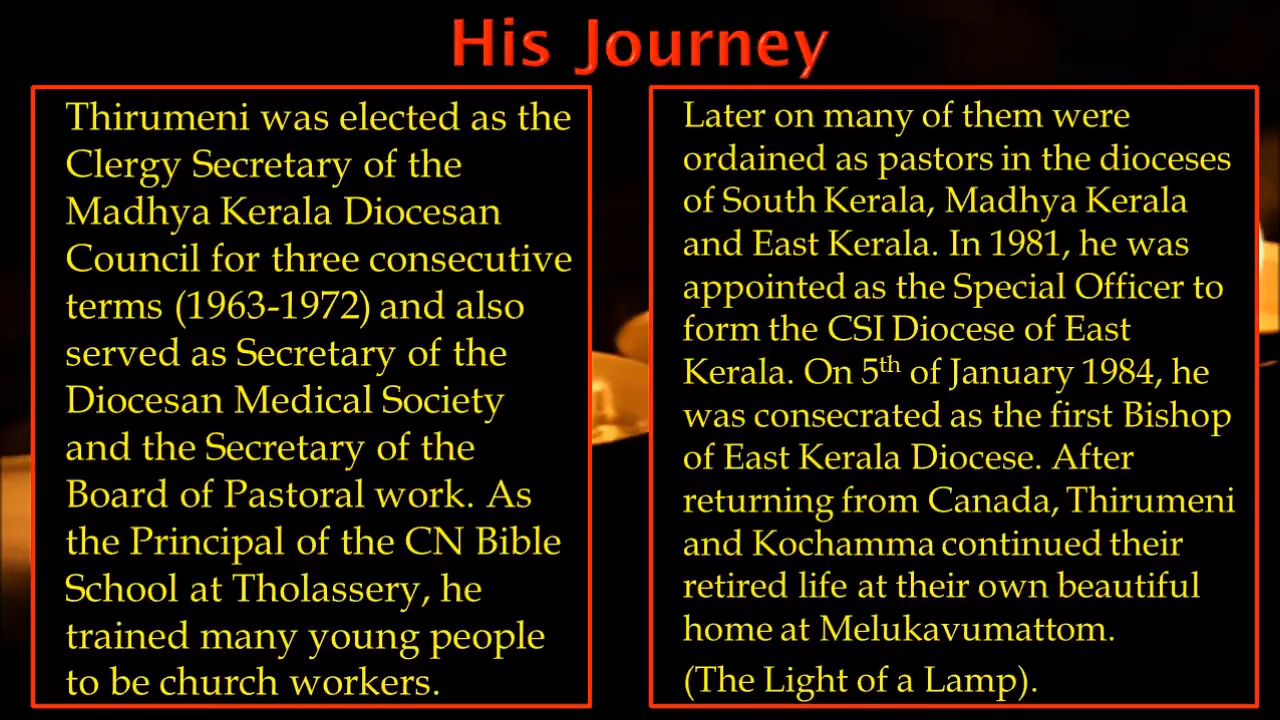 His Journey
Thirumeni was elected as the
Clergy Secretary of the
Madhya Kerala Diocesan
Council for three consecutive
terms (1963-1972) and also
served as Secretary of the
Diocesan Medical Society
and the Secretary of the
Board of Pastoral work. As
the Principal of the CN Bible
School at Tholassery, he
trained many young people
to be church workers.
Later on many of them were
ordained as pastors in the dioceses
of South Kerala, Madhya Kerala
and East Kerala. In 1981, he was
appointed as the Special Officer to
form the CSI Diocese of East
Kerala. On 5th of January 1984, he
was consecrated as the first Bishop
of East Kerala Diocese. After
returning from Canada, Thirumeni
and Kochamma continued their
retired life at their own beautiful
home at Melukavumattom.
(The Light of a Lamp).